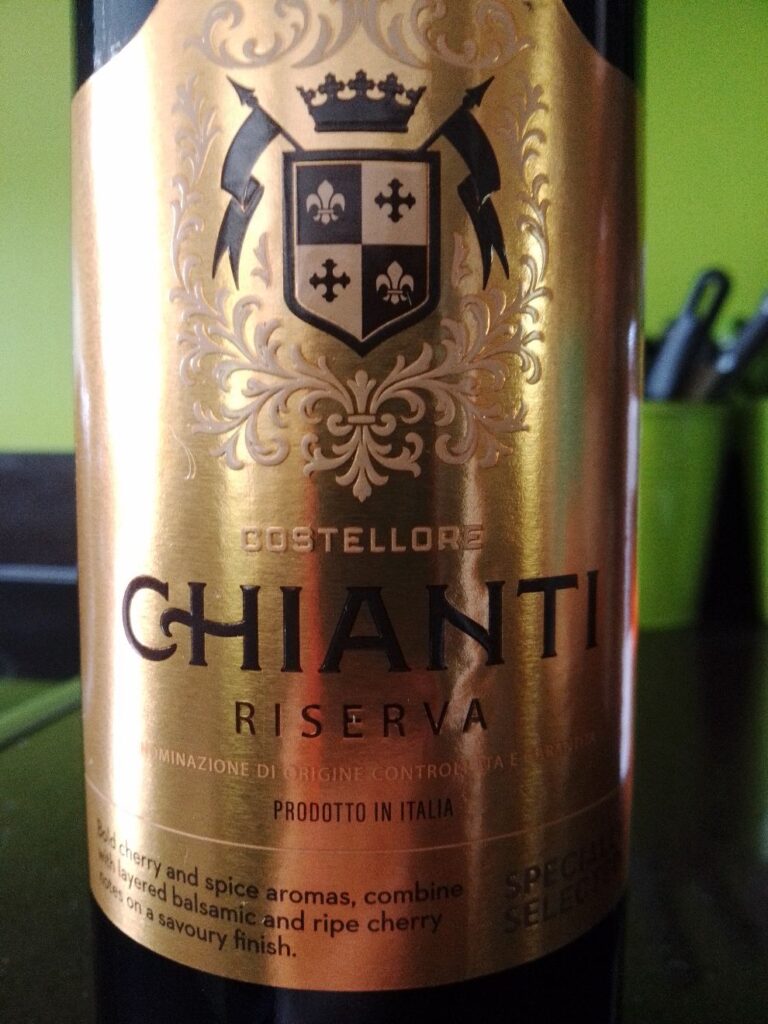 COSTELLORE
CHIANTI
RISERVA
DI ORIGINE CONTROLLATA E
PRODOTTO IN ITALIA
Bold cherry and spice aromas, combine
with layered balsamic and ripe cherry
notes on a savoury finish.